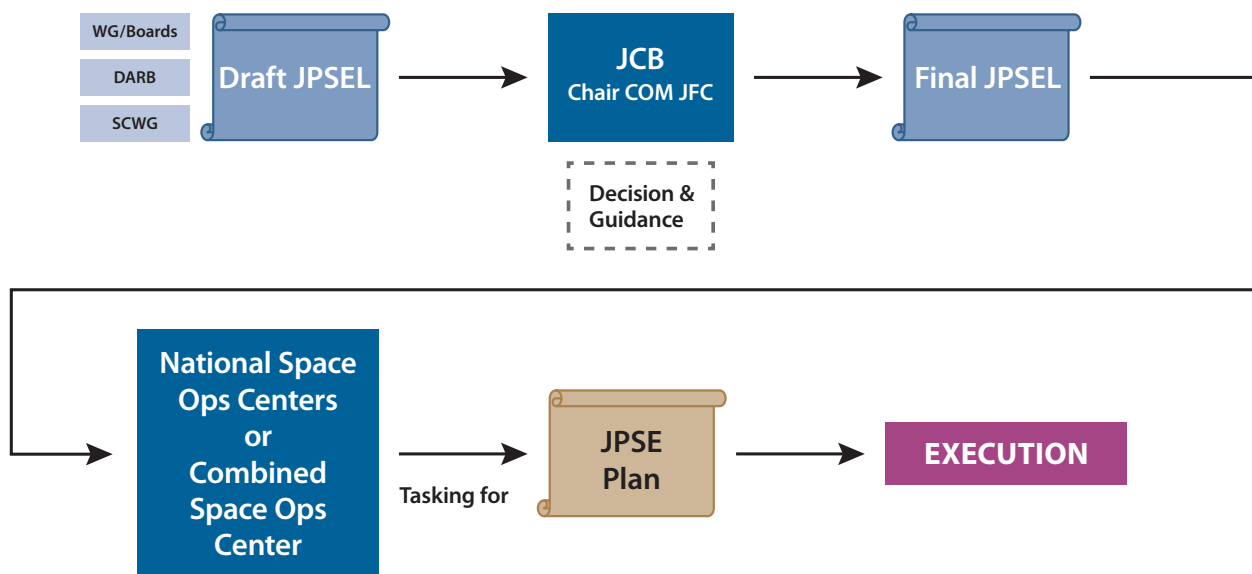 WG/Boards
DARB
SCWG
Draft JPSEL
JCB
Chair COM JFC
Final JPSEL
Decision &
Guidance
National Space
Ops Centers
or
Combined
Space Ops
Center
Tasking for
JPSE
Plan
EXECUTION